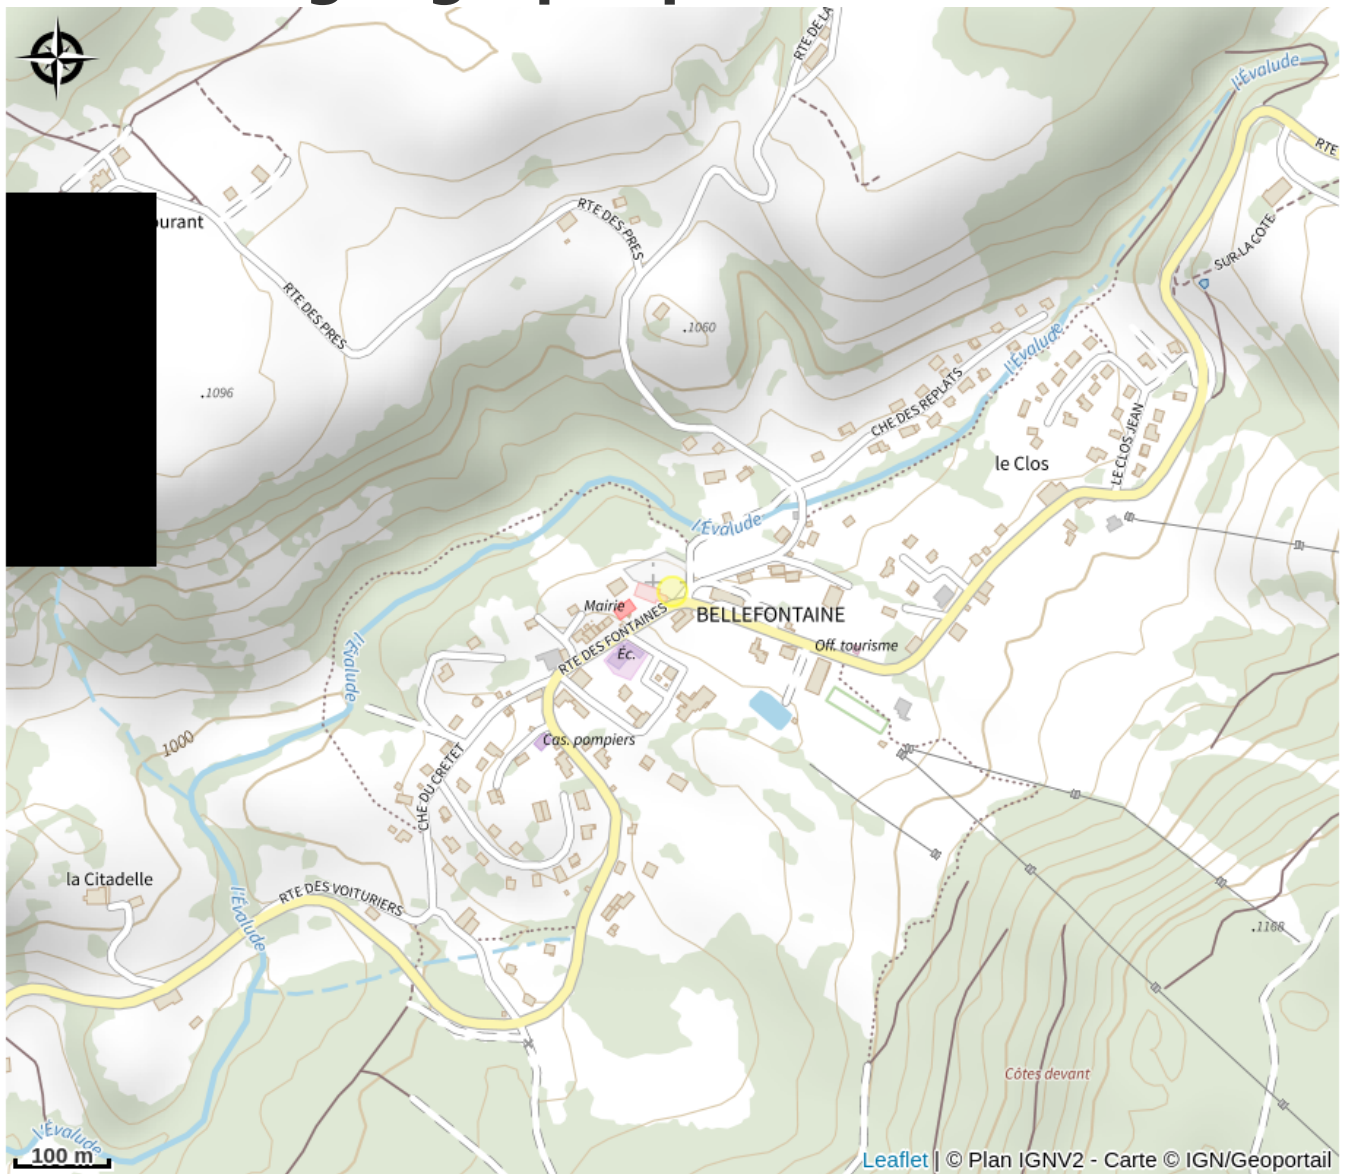 RTE DE LA
l'Évalude
RTE
RTE DES PRES
SUR-LA COTE
RTE DES PRES
.1060
l'Évalude
.1096
CHE DES REPLATS
LE CLOS JEAN
le Clos
l'Évalude
Mairie
BELLEFONTAINE
RTE DES FONTAINES
Off. tourisme
Éc.
l'Évalude
1000
Cas. pompiers
CHE DU CRETET
la Citadelle
RTE DES VOITURIERS
l'Évalude
.1168
Côtes devant
l'Évalude
100 m
Leaflet | © Plan IGNV2 - Carte © IGN/Geoportail